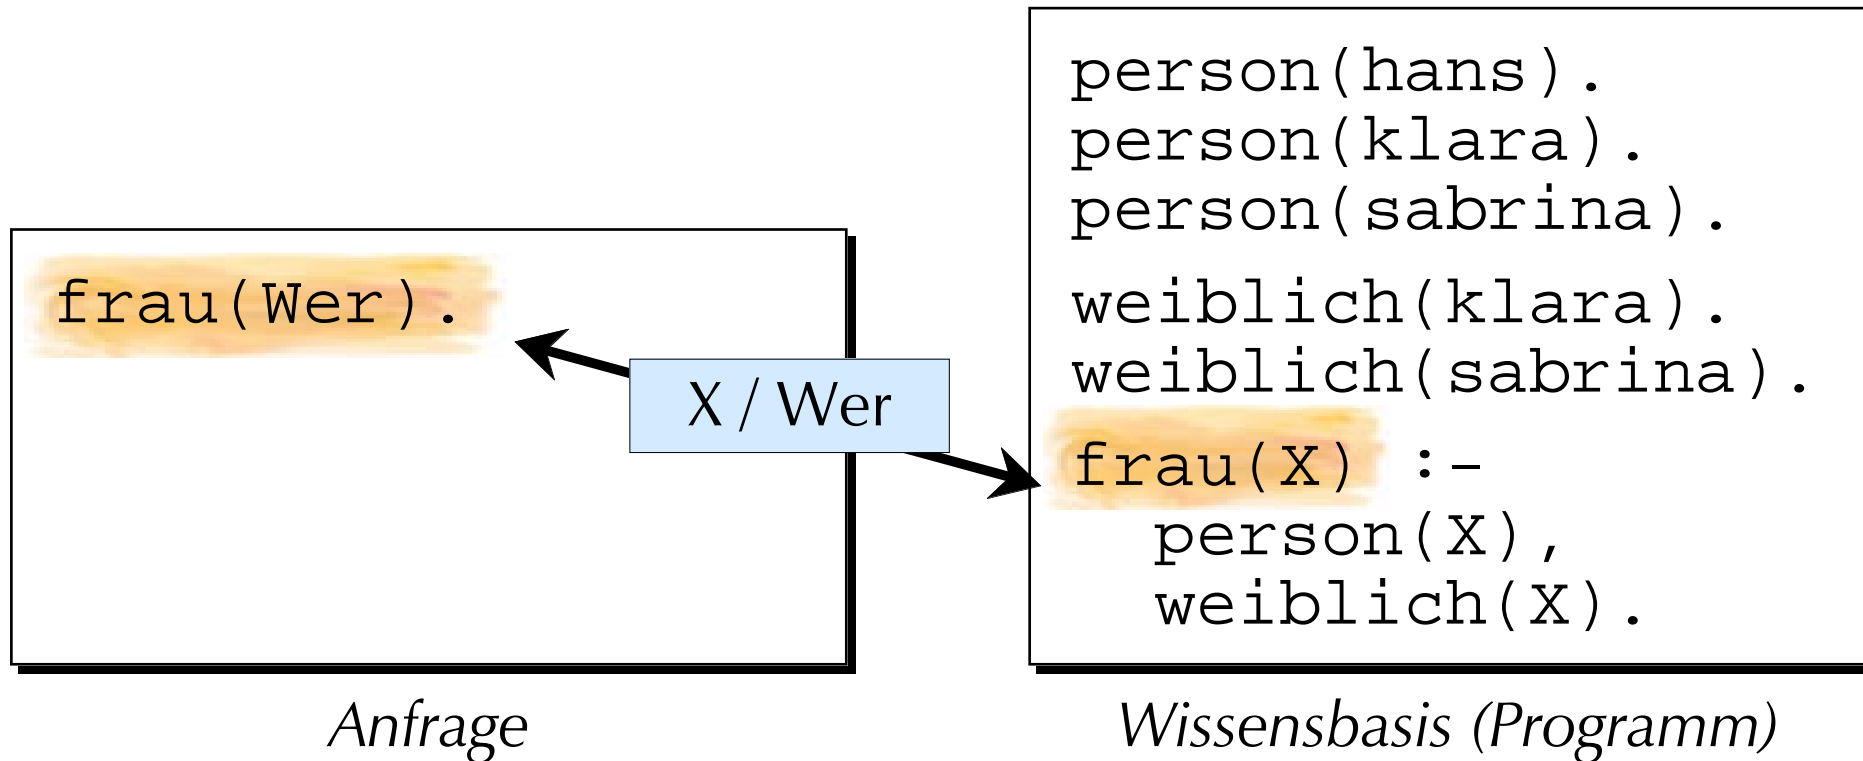 frau(Wer).
X / Wer
person(hans).
person(klara).
person(sabrina).
weiblich(klara).
weiblich(sabrina).
frau(X) :-
person(X),
weiblich(X).
Anfrage
Wissensbasis (Programm)